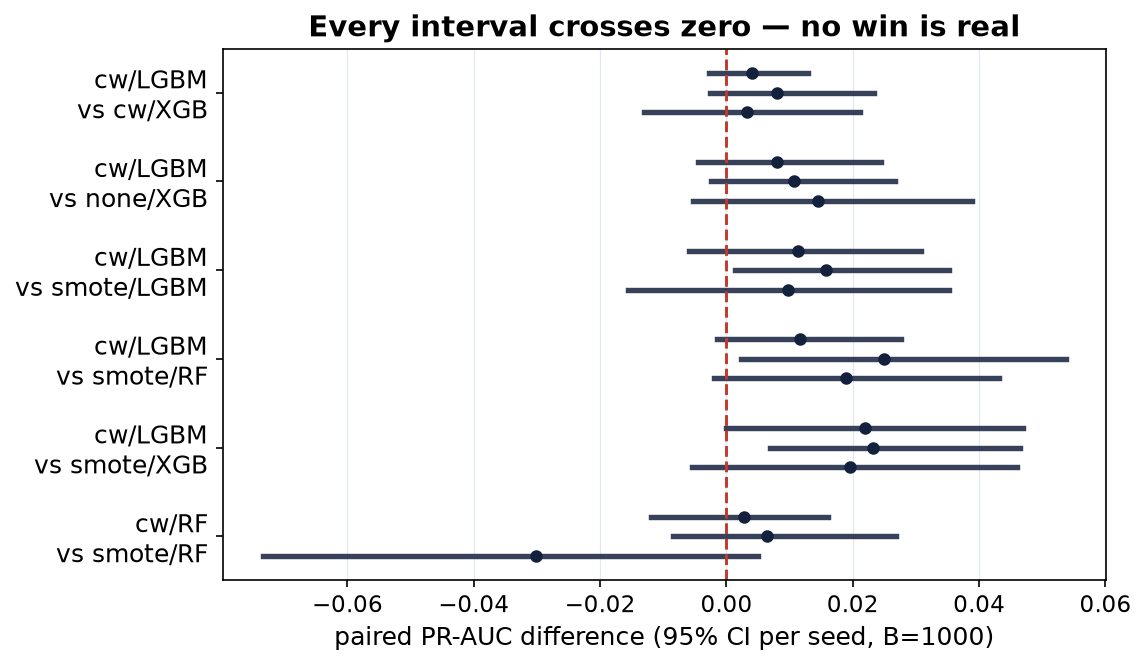 Every interval crosses zero — no win is real
cw/LGBM
vs cw/XGB
cw/LGBM
vs none/XGB
cw/LGBM
vs smote/LGBM
cw/LGBM
vs smote/RF
cw/LGBM
vs smote/XGB
cw/RF
vs smote/RF
−0.06 −0.04 −0.02 0.00 0.02 0.04 0.06
paired PR-AUC difference (95% CI per seed, B=1000)